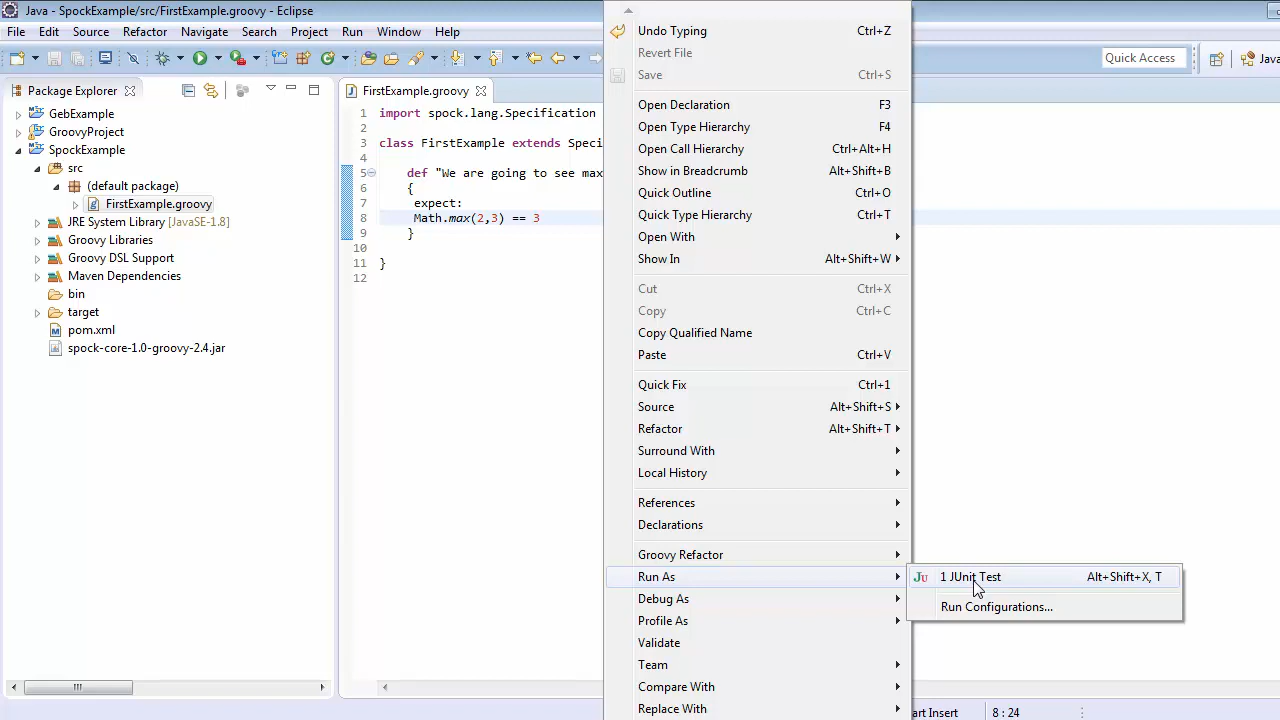 Java - SpockExample/src/FirstExample.groovy - Eclipse
File Edit Source Refactor Navigate Search Project Run Window Help
Quick Access
Java
Package Explorer
GebExample
GroovyProject
SpockExample
src
(default package)
FirstExample.groovy
JRE System Library [JavaSE-1.8]
Groovy Libraries
Groovy DSL Support
Maven Dependencies
bin
target
pom.xml
spock-core-1.0-groovy-2.4.jar
FirstExample.groovy
1 import spock.lang.Specification
2
3 class FirstExample extends Speci
4
5 def "We are going to see max
6 {
7 expect:
8 Math.max(2,3) == 3
9 }
10
11 }
12
Undo Typing Ctrl+Z
Revert File
Save Ctrl+S
Open Declaration F3
Open Type Hierarchy F4
Open Call Hierarchy Ctrl+Alt+H
Show in Breadcrumb Alt+Shift+B
Quick Outline Ctrl+O
Quick Type Hierarchy Ctrl+T
Open With
Show In Alt+Shift+W
Cut Ctrl+X
Copy Ctrl+C
Copy Qualified Name
Paste Ctrl+V
Quick Fix Ctrl+1
Source Alt+Shift+S
Refactor Alt+Shift+T
Surround With
Local History
References
Declarations
Groovy Refactor
Run As
Debug As
Profile As
Validate
Team
Compare With
Replace With
1 JUnit Test Alt+Shift+X, T
Run Configurations...
art Insert 8 : 24